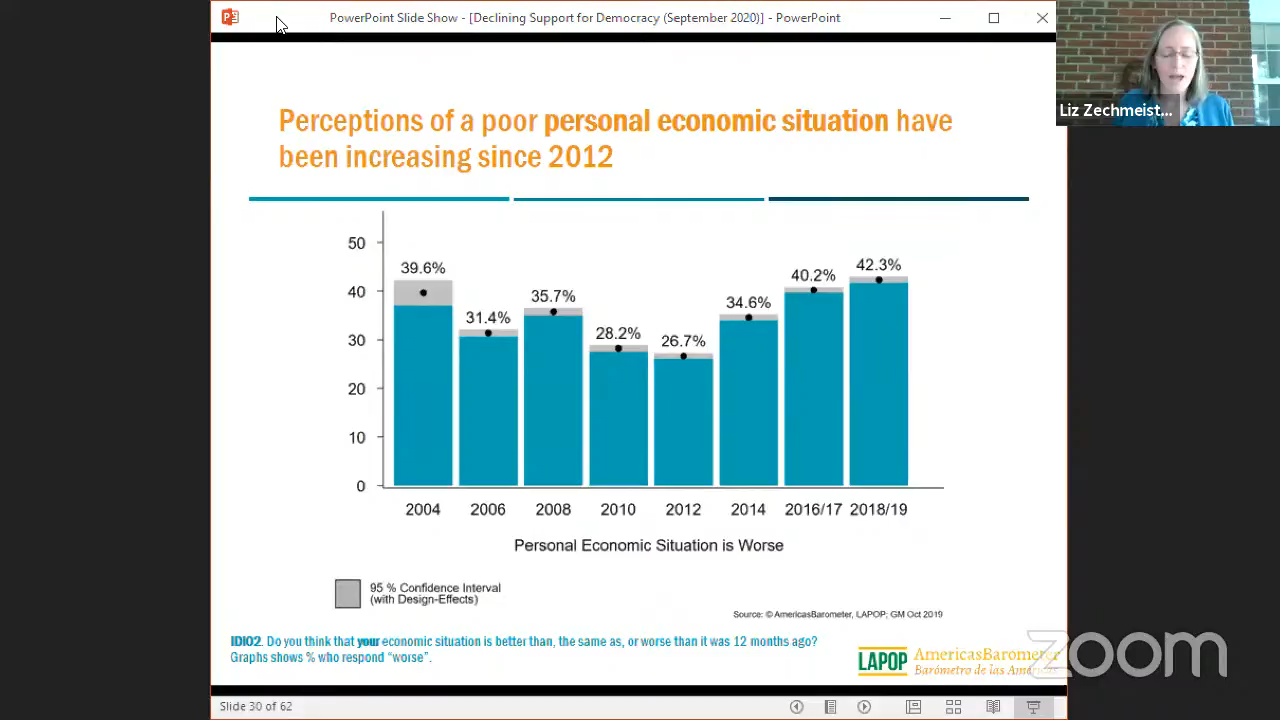 PowerPoint Slide Show - [Declining Support for Democracy (September 2020)] - PowerPoint
Liz Zechmeist...
Perceptions of a poor personal economic situation have
been increasing since 2012
50
40
30
20
10
0
39.6%
31.4%
35.7%
28.2%
26.7%
34.6%
40.2%
42.3%
2004 2006 2008 2010 2012 2014 2016/17 2018/19
Personal Economic Situation is Worse
95 % Confidence Interval
(with Design-Effects)
Source: © AmericasBarometer, LAPOP; GM Oct 2019
IDIO2. Do you think that your economic situation is better than, the same as, or worse than it was 12 months ago?
Graphs shows % who respond “worse”.
LAPOP
AmericasBarometer
Barómetro de las Américas
zoom
Slide 30 of 62